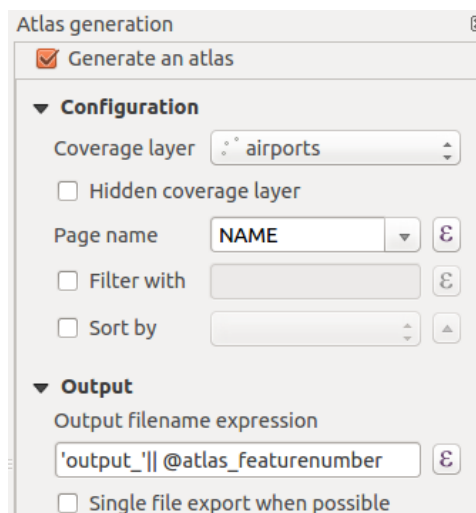 Atlas generation
Generate an atlas
Configuration
Coverage layer airports
Hidden coverage layer
Page name NAME ε
Filter with ε
Sort by
Output
Output filename expression
'output_'|| @atlas_featurenumber ε
Single file export when possible